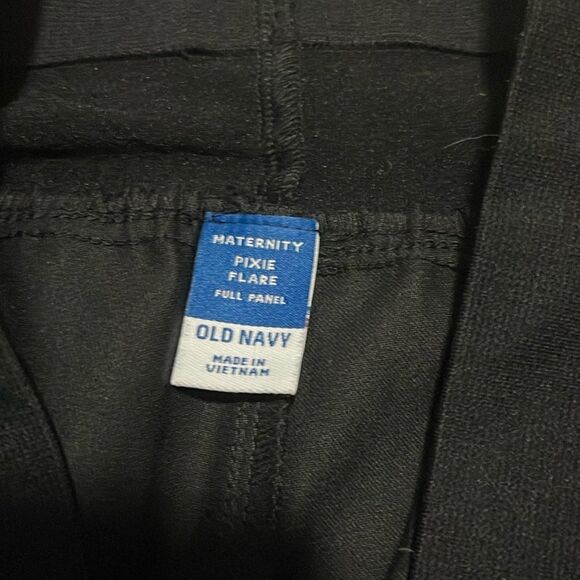 MATERNITY
PIXIE
FLARE
FULL PANEL
OLD NAVY
MADE IN
VIETNAM